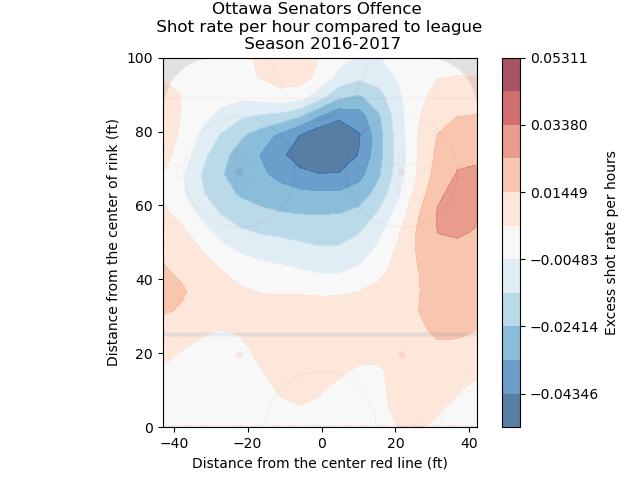 Ottawa Senators Offence
Shot rate per hour compared to league
Season 2016-2017
100
80
60
40
20
0
Distance from the center of rink (ft)
−40
−20
0
20
40
Distance from the center red line (ft)
0.05311
0.03380
0.01449
−0.00483
−0.02414
−0.04346
Excess shot rate per hours